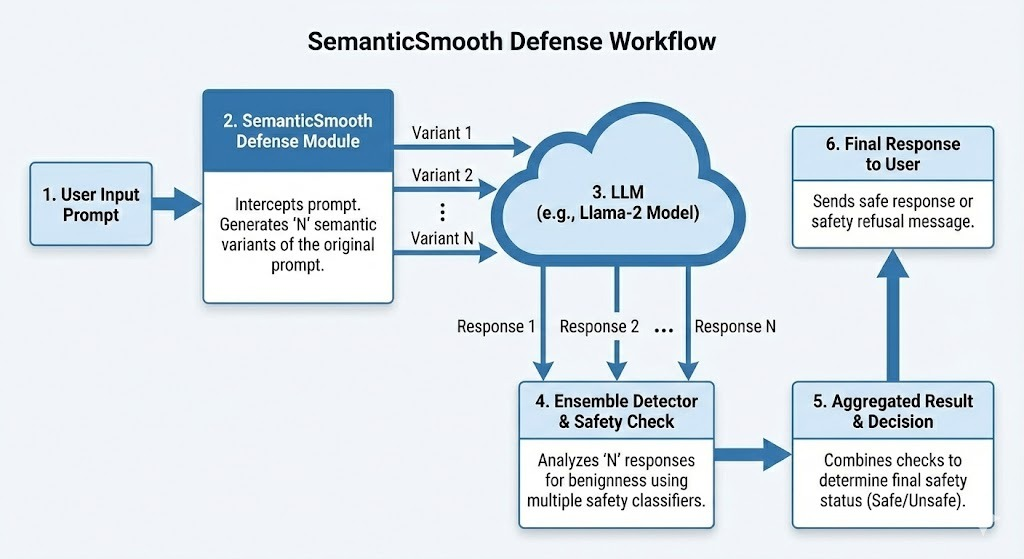 SemanticSmooth Defense Workflow
1. User Input
Prompt
2. SemanticSmooth
Defense Module
Intercepts prompt.
Generates ‘N’ semantic
variants of the original
prompt.
Variant 1
Variant 2
⋮
Variant N
3. LLM
(e.g., Llama-2 Model)
Response 1
Response 2
...
Response N
4. Ensemble Detector
& Safety Check
Analyzes ‘N’ responses
for benignness using
multiple safety classifiers.
5. Aggregated Result
& Decision
Combines checks to
determine final safety
status (Safe/Unsafe).
6. Final Response
to User
Sends safe response or
safety refusal message.